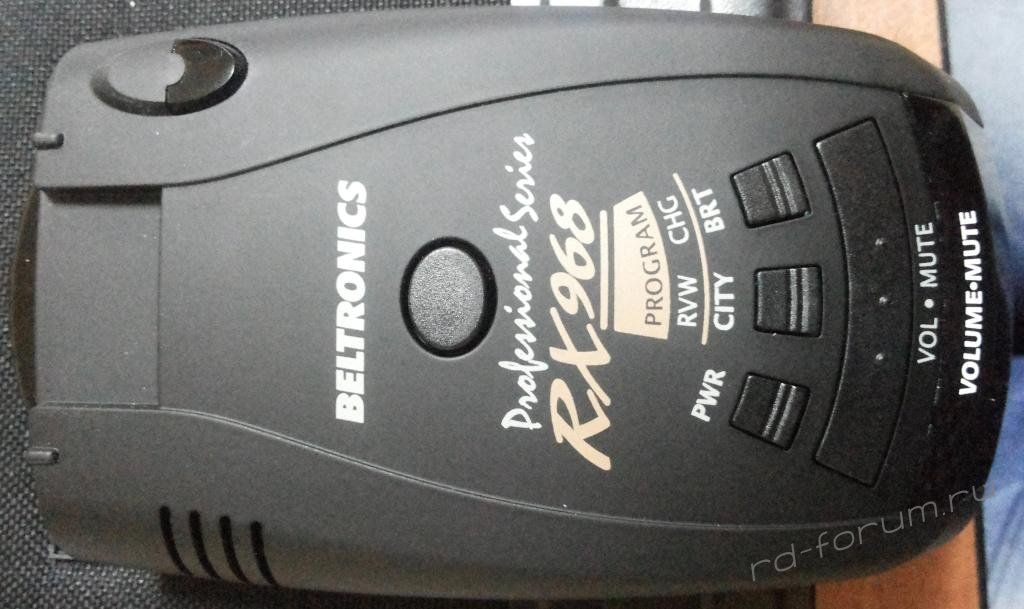 BELTRONICS
Professional Series
RX968
PROGRAM
RVW CHG
PWR CITY BRT
VOL • MUTE
VOLUME•MUTE
rd-forum.ru